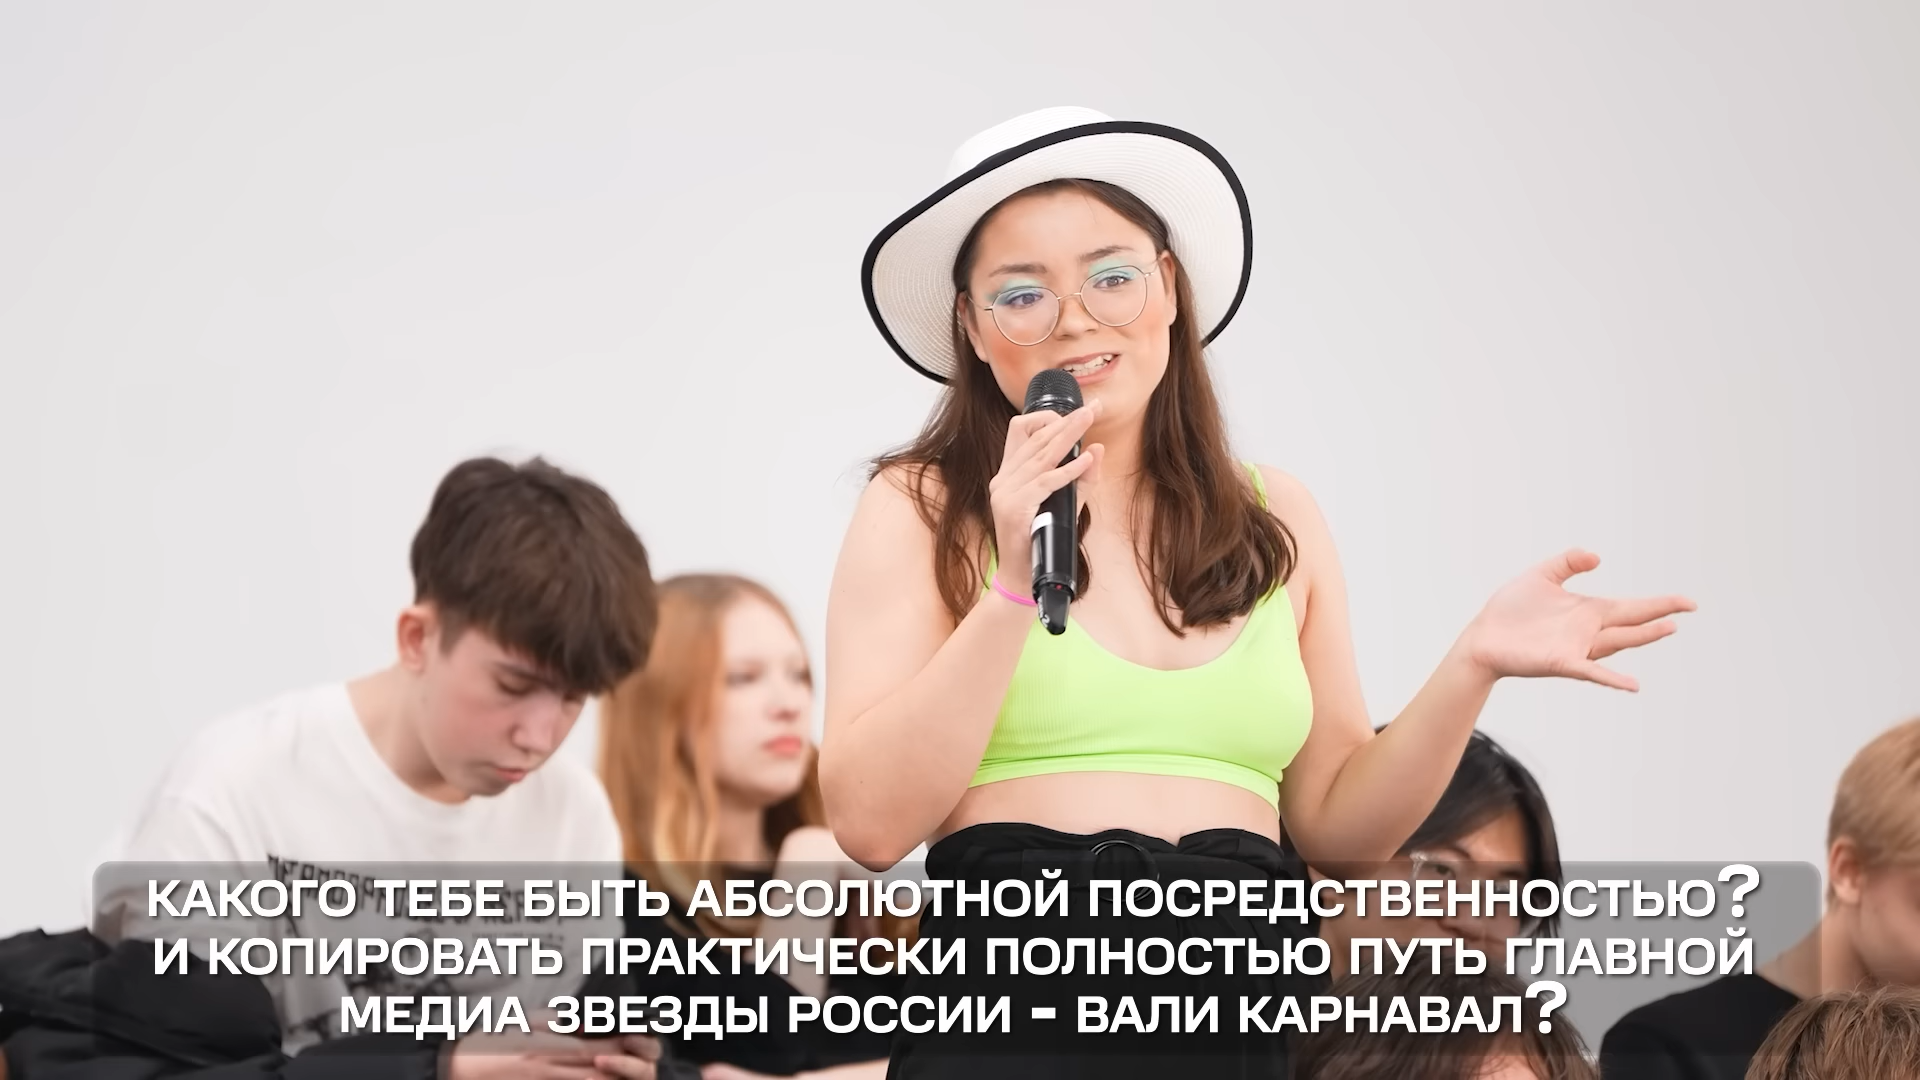 КАКОГО ТЕБЕ БЫТЬ АБСОЛЮТНОЙ ПОСРЕДСТВЕННОСТЬЮ?
И КОПИРОВАТЬ ПРАКТИЧЕСКИ ПОЛНОСТЬЮ ПУТЬ ГЛАВНОЙ
МЕДИА ЗВЕЗДЫ РОССИИ - ВАЛИ КАРНАВАЛ?